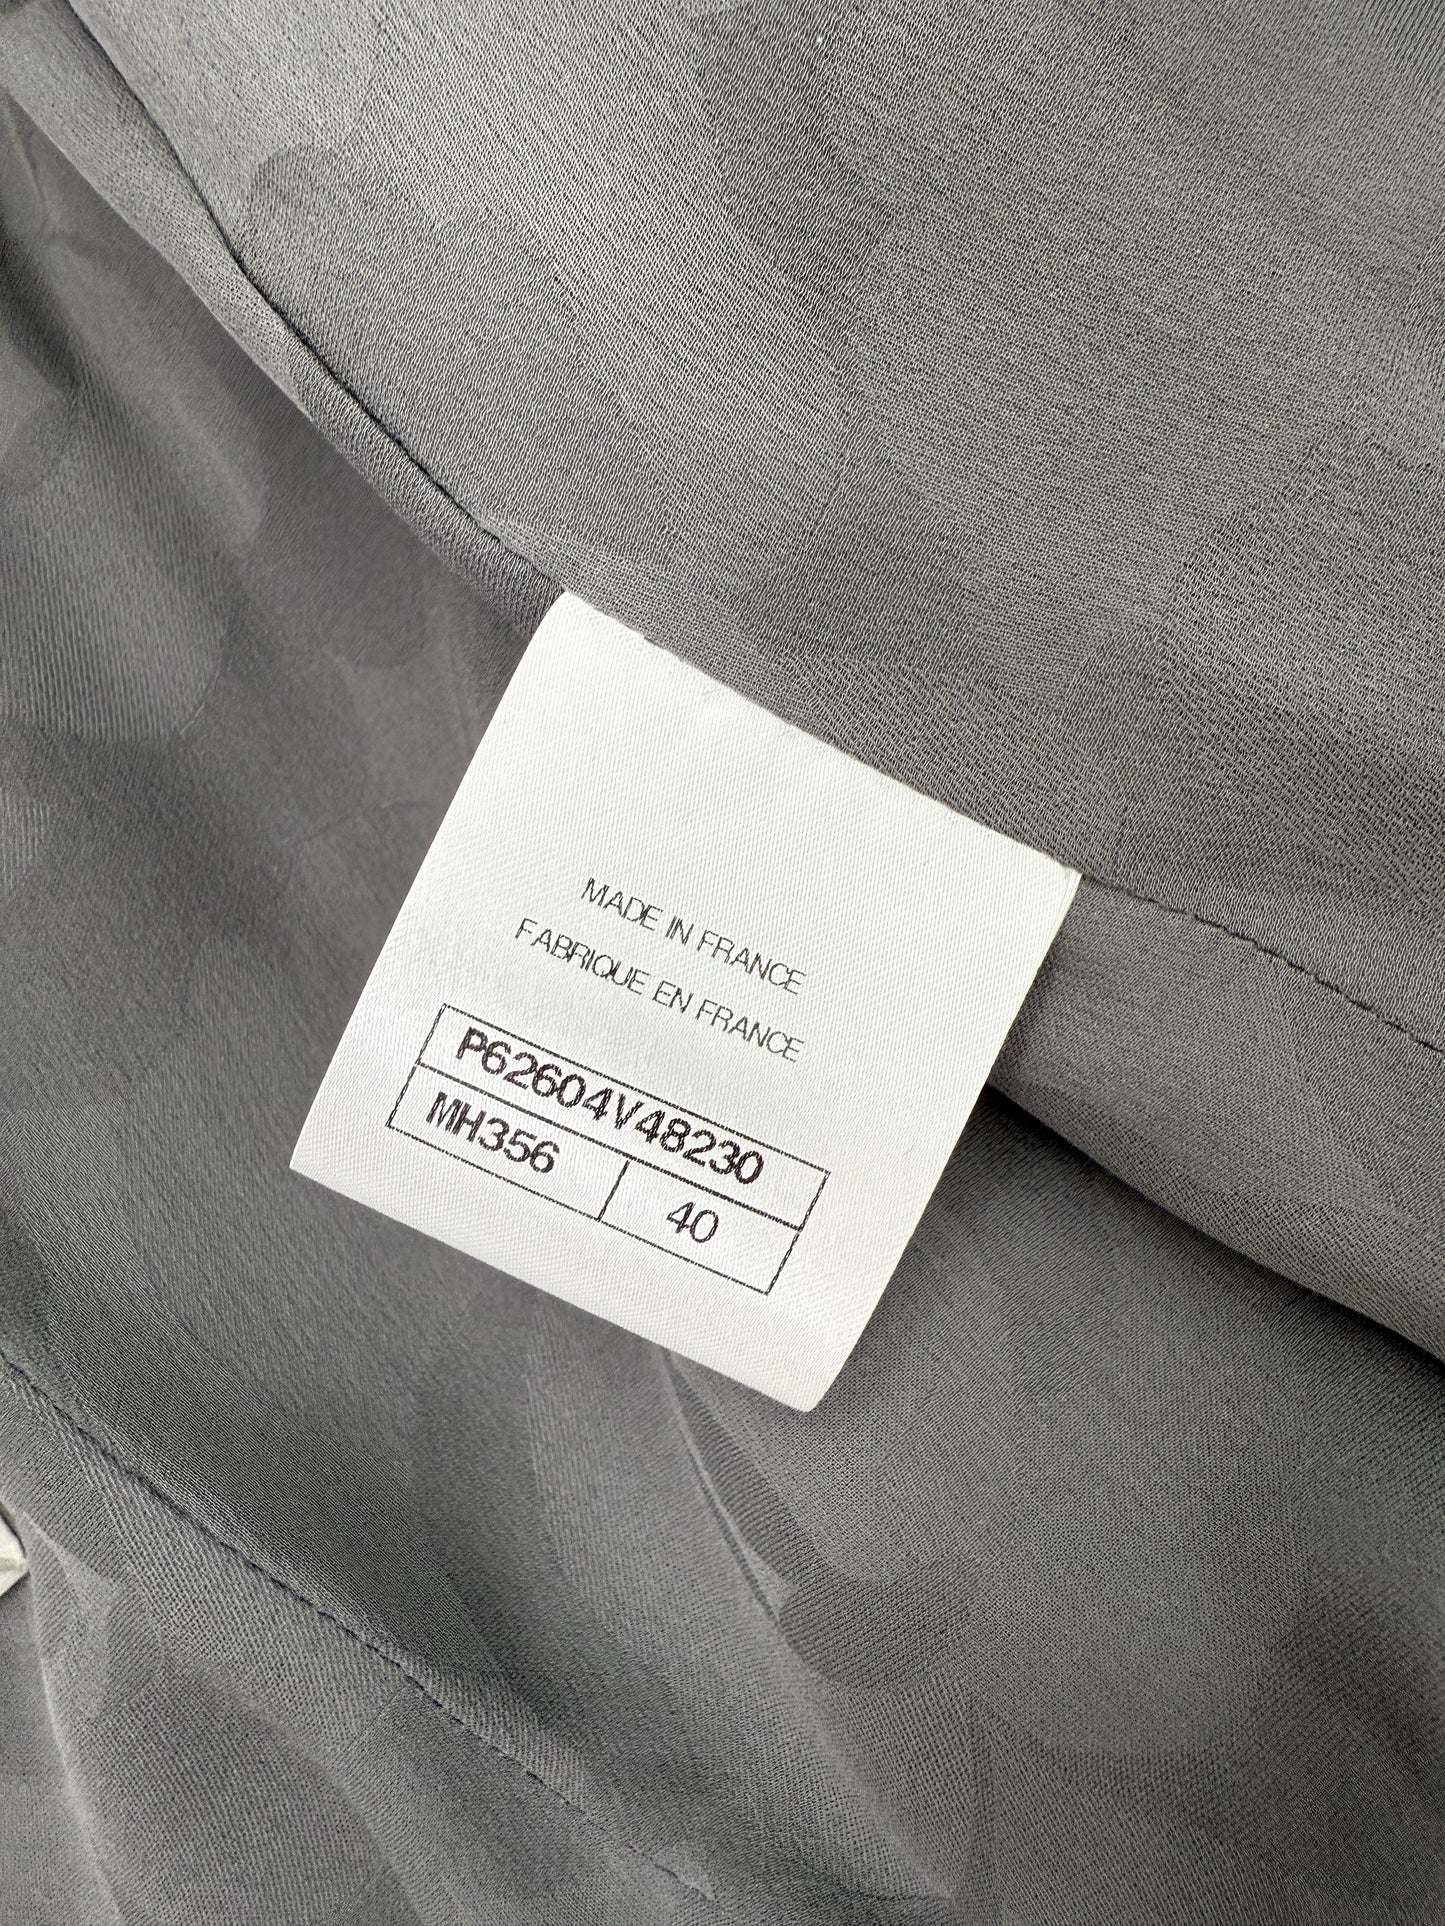 MADE IN FRANCE
FABRIQUE EN FRANCE
P62604V48230
MH356 40